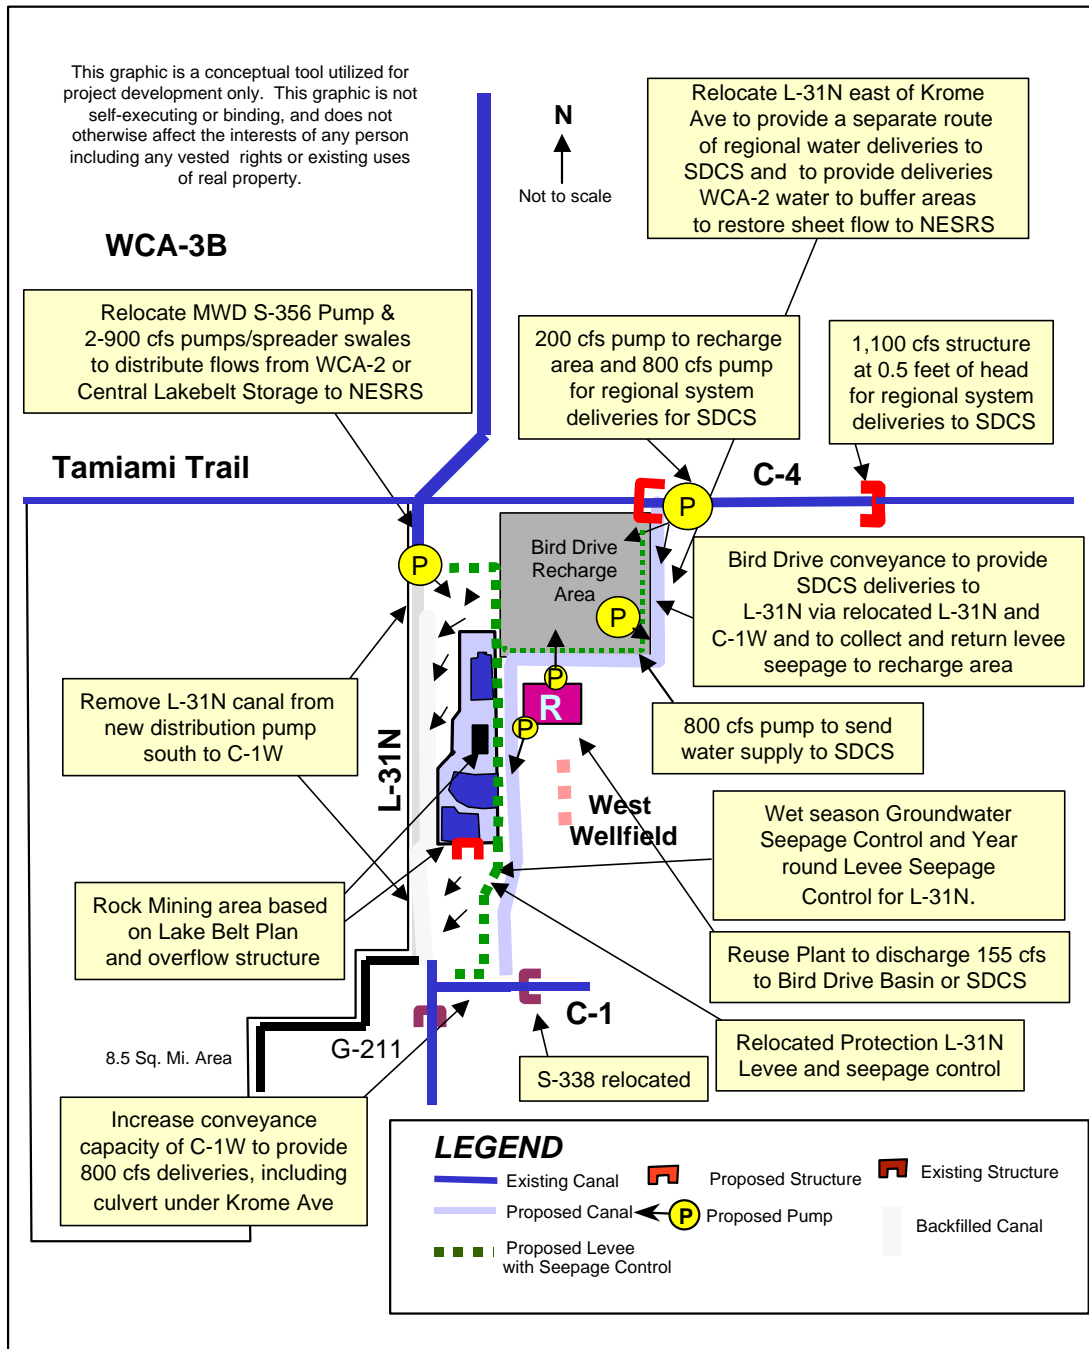 This graphic is a conceptual tool utilized for
project development only.  This graphic is not
self-executing or binding, and does not
otherwise affect the interests of any person
including any vested  rights or existing uses
of real property.
N
Not to scale
Relocate L-31N east of Krome
Ave to provide a separate route
of regional water deliveries to
SDCS and  to provide deliveries
WCA-2 water to buffer areas
to restore sheet flow to NESRS
WCA-3B
Relocate MWD S-356 Pump &
2-900 cfs pumps/spreader swales
to distribute flows from WCA-2 or
Central Lakebelt Storage to NESRS
200 cfs pump to recharge
area and 800 cfs pump
for regional system
deliveries for SDCS
1,100 cfs structure
at 0.5 feet of head
for regional system
deliveries to SDCS
Tamiami Trail
C-4
P
P
Bird Drive
Recharge
Area
P
Bird Drive conveyance to provide
SDCS deliveries to
L-31N via relocated L-31N and
C-1W and to collect and return levee
seepage to recharge area
Remove L-31N canal from
new distribution pump
south to C-1W
P
R
P
800 cfs pump to send
water supply to SDCS
L-31N
West
Wellfield
Wet season Groundwater
Seepage Control and Year
round Levee Seepage
Control for L-31N.
Rock Mining area based
on Lake Belt Plan
and overflow structure
Reuse Plant to discharge 155 cfs
to Bird Drive Basin or SDCS
C-1
G-211
8.5 Sq. Mi. Area
S-338 relocated
Relocated Protection L-31N
Levee and seepage control
Increase conveyance
capacity of C-1W to provide
800 cfs deliveries, including
culvert under Krome Ave
LEGEND
Existing Canal
Proposed Structure
Existing Structure
Proposed Canal
P
Proposed Pump
Backfilled Canal
Proposed Levee
with Seepage Control